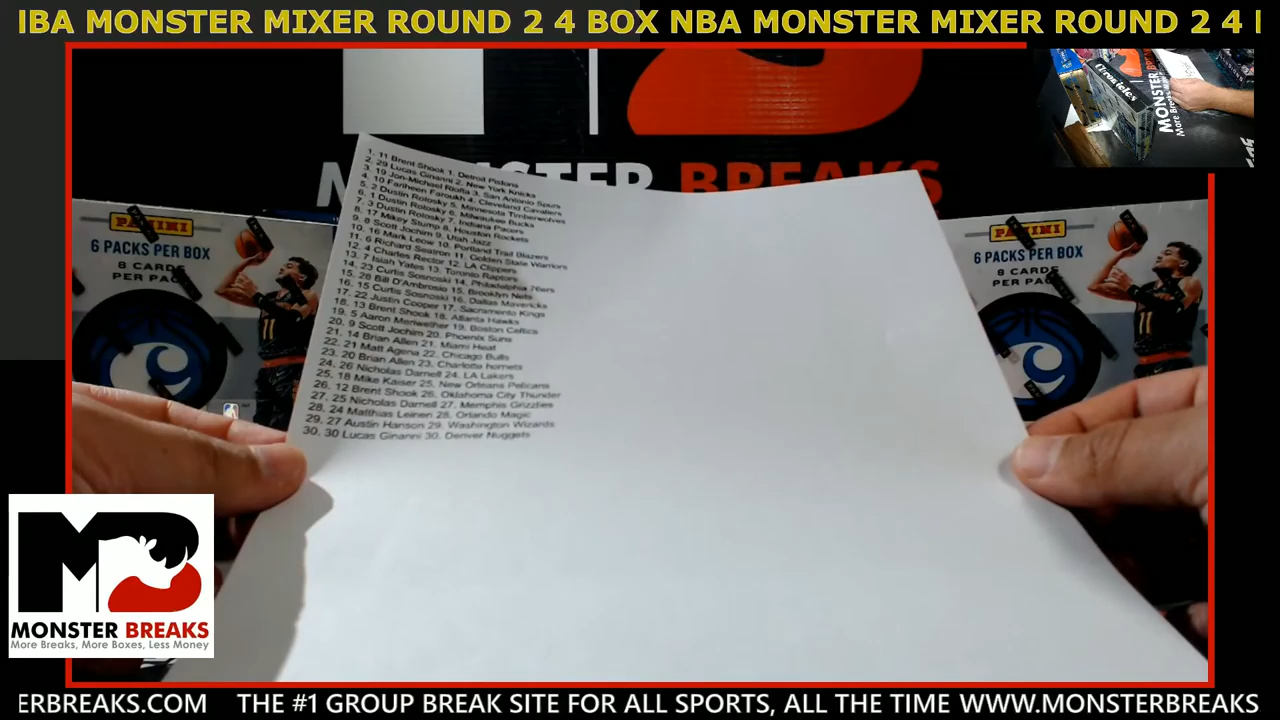 IBA MONSTER MIXER ROUND 2 4 BOX NBA MONSTER MIXER ROUND 2 4 I
Chronicles
MONSTER BR
More Breaks
MONSTER BREAKS
1. 11 Brent Shook 1. Detroit Pistons
2. 29 Lucas Ginanni 2. New York Knicks
3. 19 Jon-Michael Riofta 3. San Antonio Spurs
4. 10 Fariheen Faroukh 4. Cleveland Cavaliers
5. 2 Dustin Rotosky 5. Minnesota Timberwolves
6. 1 Dustin Rotosky 6. Milwaukee Bucks
7. 3 Dustin Rotosky 7. Indiana Pacers
8. 17 Mikey Stump 8. Houston Rockets
9. 8 Scott Jochim 9. Utah Jazz
10. 16 Mark Leow 10. Portland Trail Blazers
11. 6 Richard Seatron 11. Golden State Warriors
12. 4 Charles Rector 12. LA Clippers
13. 7 Isiah Yates 13. Toronto Raptors
14. 23 Curtis Sosnoski 14. Philadelphia 76ers
15. 28 Bill D'Ambrosio 15. Brooklyn Nets
16. 15 Curtis Sosnoski 16. Dallas Mavericks
17. 22 Justin Cooper 17. Sacramento Kings
18. 13 Brent Shook 18. Atlanta Hawks
19. 5 Aaron Meriwether 19. Boston Celtics
20. 9 Scott Jochim 20. Phoenix Suns
21. 14 Brian Allen 21. Miami Heat
22. 21 Matt Agena 22. Chicago Bulls
23. 20 Brian Allen 23. Charlotte hornets
24. 26 Nicholas Darnell 24. LA Lakers
25. 18 Mike Kaiser 25. New Orleans Pelicans
26. 12 Brent Shook 26. Oklahoma City Thunder
27. 25 Nicholas Darnell 27. Memphis Grizzlies
28. 24 Matthias Leinen 28. Orlando Magic
29. 27 Austin Hanson 29. Washington Wizards
30. 30 Lucas Ginanni 30. Denver Nuggets
PANINI
6 PACKS PER BOX
8 CARDS
PER PACK
11
PANINI
6 PACKS PER BOX
8 CARDS
PER PAC
11
MONSTER BREAKS
More Breaks, More Boxes, Less Money
ERBREAKS.COM THE #1 GROUP BREAK SITE FOR ALL SPORTS, ALL THE TIME WWW.MONSTERBREAKS